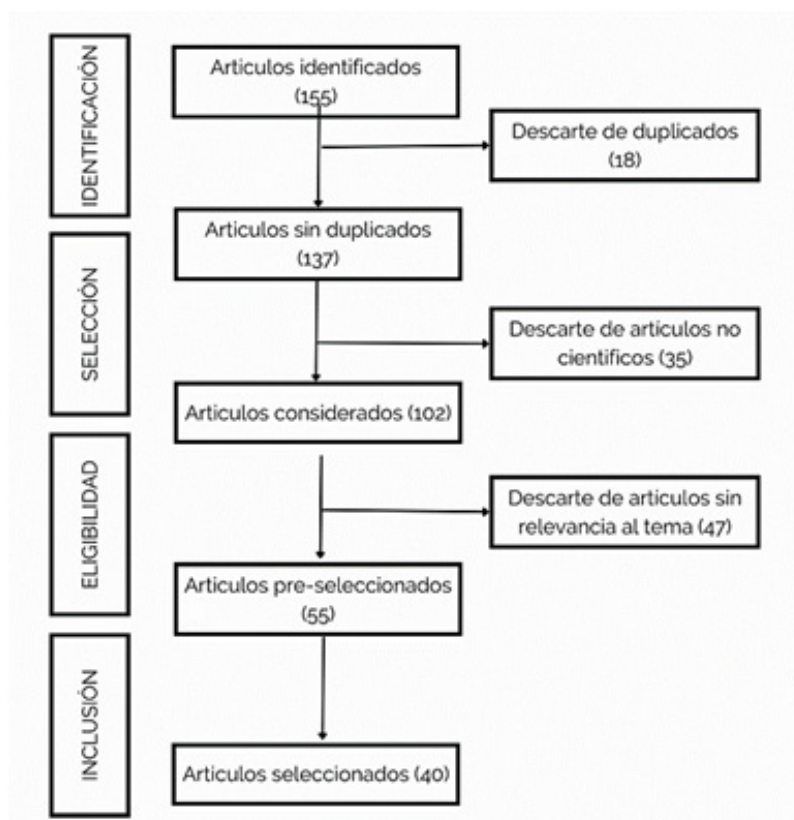 IDENTIFICACIÓN
Articulos identificados
(155)
Descarte de duplicados
(18)
Articulos sin duplicados
(137)
SELECCIÓN
Descarte de articulos no
cientificos (35)
Articulos considerados (102)
ELIGIBILIDAD
Descarte de articulos sin
relevancia al tema (47)
Articulos pre-seleccionados
(55)
INCLUSIÓN
Articulos seleccionados (40)